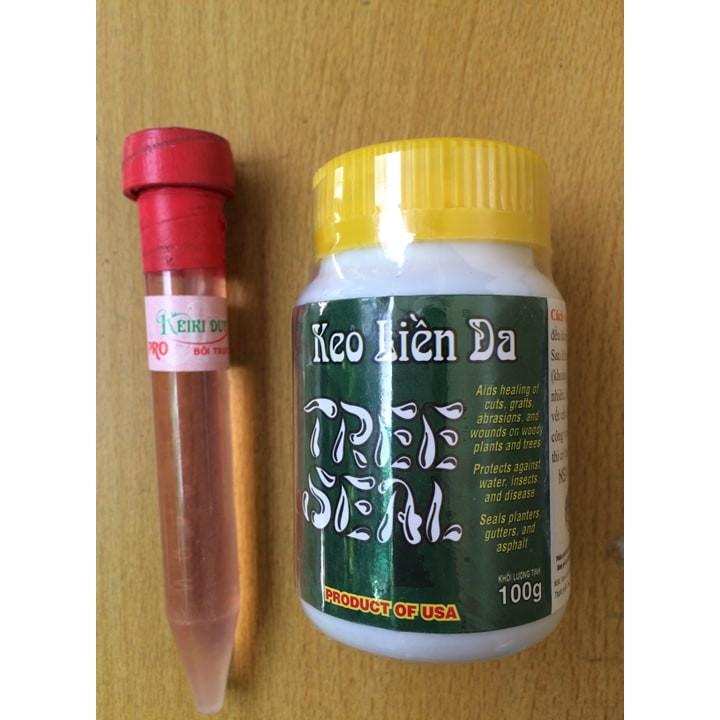 KEIKI DUY
PRO
BÔI TRỰ
Keo Liền Da
TREE
SEAL
Aids healing of
cuts, grafts,
abrasions, and
wounds on woody
plants and trees
Protects against
water, insects,
and disease
Seals planters,
gutters, and
asphalt
KHỐI LƯỢNG TỊNH
100g
PRODUCT OF USA
Cách